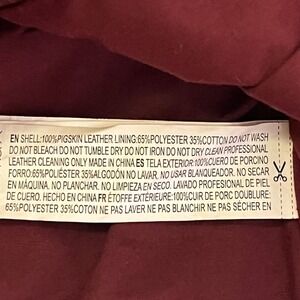 EN SHELL:100%PIGSKIN LEATHER LINING:65%POLYESTER 35%COTTON DO NOT WASH
DO NOT BLEACH DO NOT TUMBLE DRY DO NOT IRON DO NOT DRY CLEAN PROFESSIONAL
LEATHER CLEANING ONLY MADE IN CHINA ES TELA EXTERIOR:100%CUERO DE PORCINO
FORRO:65%POLIÉSTER 35%ALGODÓN NO LAVAR. NO USAR BLANQUEADOR. NO SECAR
EN MÁQUINA. NO PLANCHAR. NO LIMPIEZA EN SECO. LAVADO PROFESIONAL DE PIEL
DE CUERO. HECHO EN CHINA FR ÉTOFFE EXTÉRIEURE:100%CUIR DE PORC DOUBLURE:
65%POLYESTER 35%COTON NE PAS LAVER NE PAS BLANCHIR NE PAS SÉCHER EN